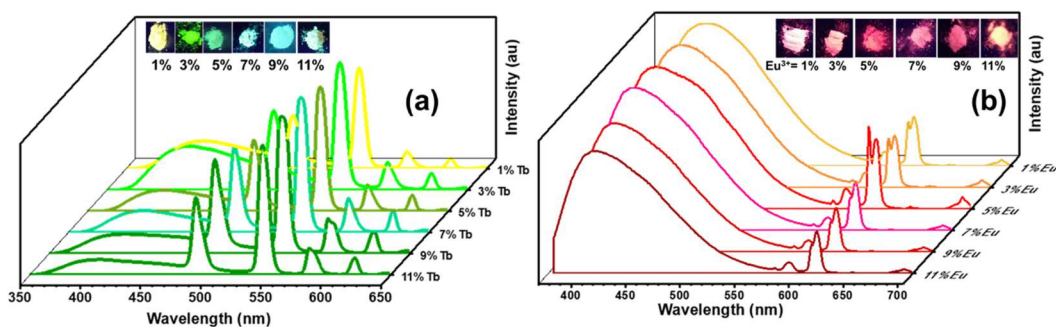 1% 3% 5% 7% 9% 11%
(a)
Intensity (au)
1% Tb
3% Tb
5% Tb
7% Tb
9% Tb
11% Tb
350 400 450 500 550 600 650
Wavelength (nm)
Eu³⁺= 1% 3% 5% 7% 9% 11%
(b)
Intensity (au)
1%Eu
3%Eu
5%Eu
7%Eu
9%Eu
11%Eu
400 450 500 550 600 650 700
Wavelength (nm)